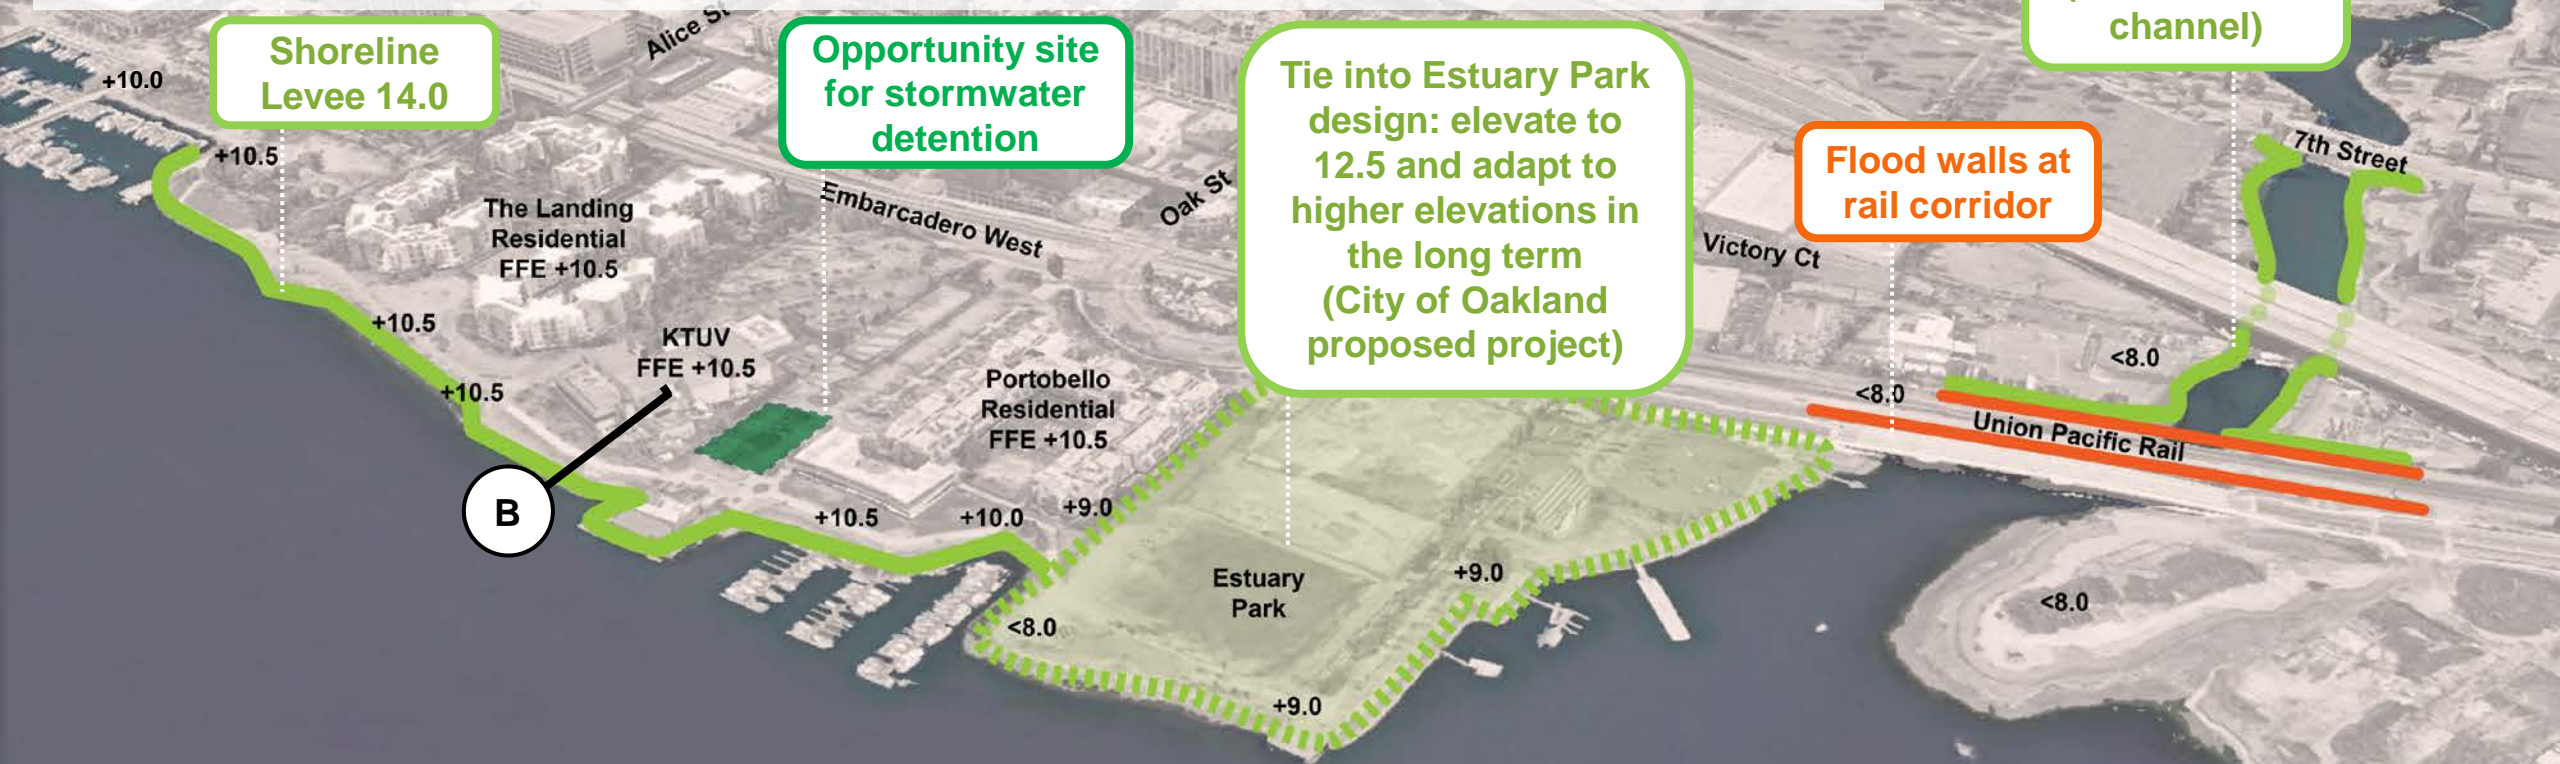 channel)
Alice St
Shoreline
Levee 14.0
Opportunity site
for stormwater
detention
Tie into Estuary Park
design: elevate to
12.5 and adapt to
higher elevations in
the long term
(City of Oakland
proposed project)
Flood walls at
rail corridor
+10.0
+10.5
7th Street
The Landing
Residential
FFE +10.5
Embarcadero West
Oak St
Victory Ct
+10.5
KTUV
FFE +10.5
<8.0
+10.5
Portobello
Residential
FFE +10.5
<8.0
Union Pacific Rail
B
+10.5
+10.0
+9.0
Estuary
Park
+9.0
<8.0
<8.0
+9.0